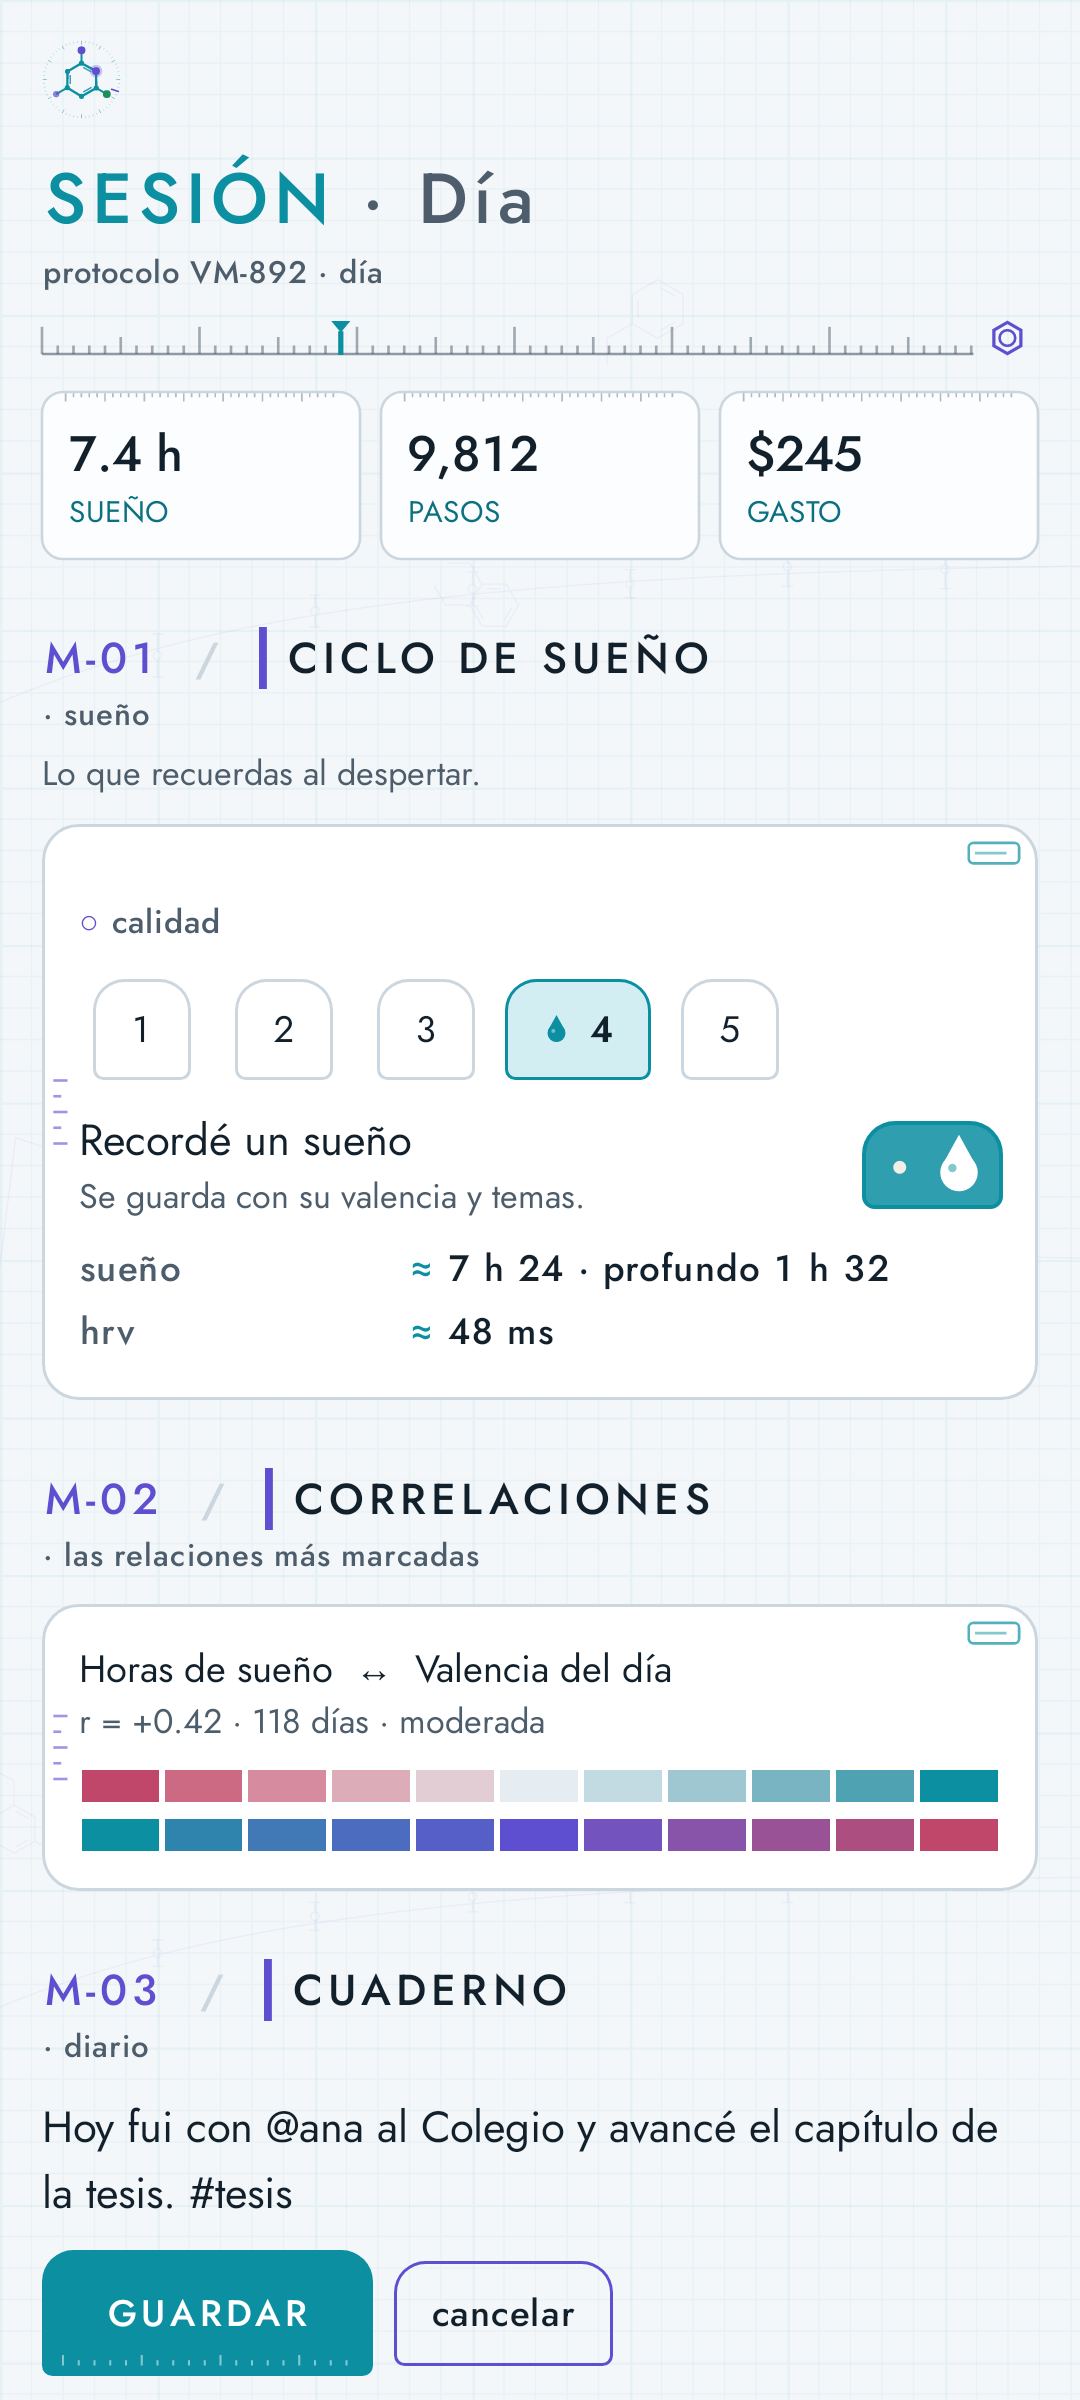 SESIÓN · Día
protocolo VM-892 · día
7.4 h
SUEÑO
9,812
PASOS
$245
GASTO
M-01 / CICLO DE SUEÑO
· sueño
Lo que recuerdas al despertar.
calidad
1 2 3 4 5
Recordé un sueño
Se guarda con su valencia y temas.
sueño ≈ 7 h 24 · profundo 1 h 32
hrv ≈ 48 ms
M-02 / CORRELACIONES
· las relaciones más marcadas
Horas de sueño ↔ Valencia del día
r = +0.42 · 118 días · moderada
M-03 / CUADERNO
· diario
Hoy fui con @ana al Colegio y avancé el capítulo de
la tesis. #tesis
GUARDAR cancelar